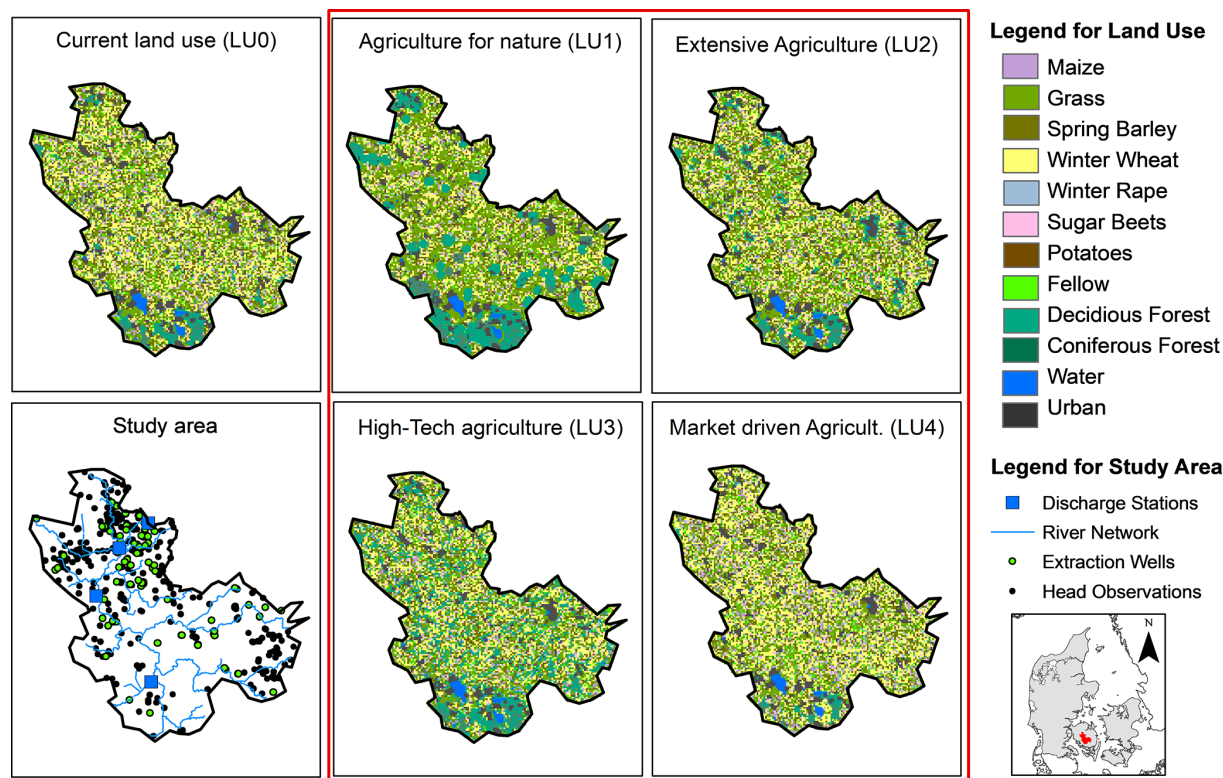 Current land use (LU0)
Agriculture for nature (LU1)
Extensive Agriculture (LU2)
Study area
High-Tech agriculture (LU3)
Market driven Agricult. (LU4)
Legend for Land Use
Maize
Grass
Spring Barley
Winter Wheat
Winter Rape
Sugar Beets
Potatoes
Fellow
Decidious Forest
Coniferous Forest
Water
Urban
Legend for Study Area
Discharge Stations
River Network
Extraction Wells
Head Observations
N